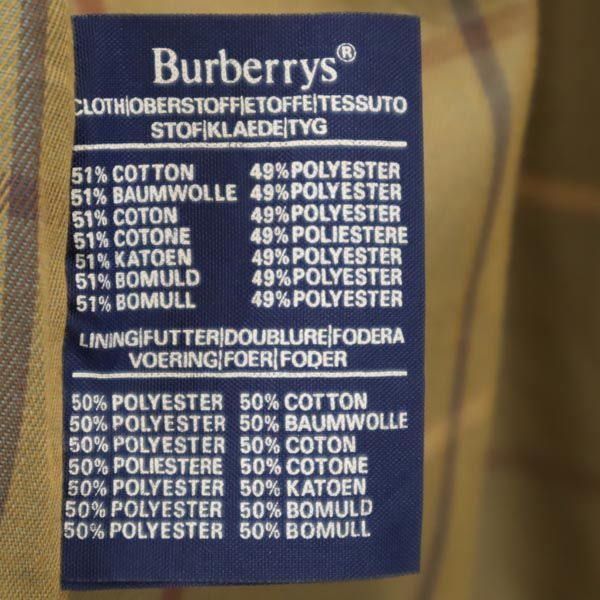 Burberrys®
CLOTH|OBERSTOFF|ETOFFE|TESSUTO
STOF|KLAEDE|TYG
51% COTTON 49% POLYESTER
51% BAUMWOLLE 49% POLYESTER
51% COTON 49% POLYESTER
51% COTONE 49% POLIESTERE
51% KATOEN 49% POLYESTER
51% BOMULD 49% POLYESTER
51% BOMULL 49% POLYESTER
LINING|FUTTER|DOUBLURE|FODERA
VOERING|FOER|FODER
50% POLYESTER 50% COTTON
50% POLYESTER 50% BAUMWOLLE
50% POLYESTER 50% COTON
50% POLIESTERE 50% COTONE
50% POLYESTER 50% KATOEN
50% POLYESTER 50% BOMULD
50% POLYESTER 50% BOMULL